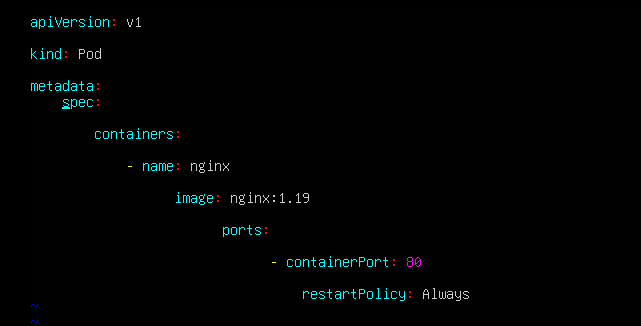 apiVersion: v1
kind: Pod
metadata:
spec:
containers:
- name: nginx
image: nginx:1.19
ports:
- containerPort: 80
restartPolicy: Always
~
~